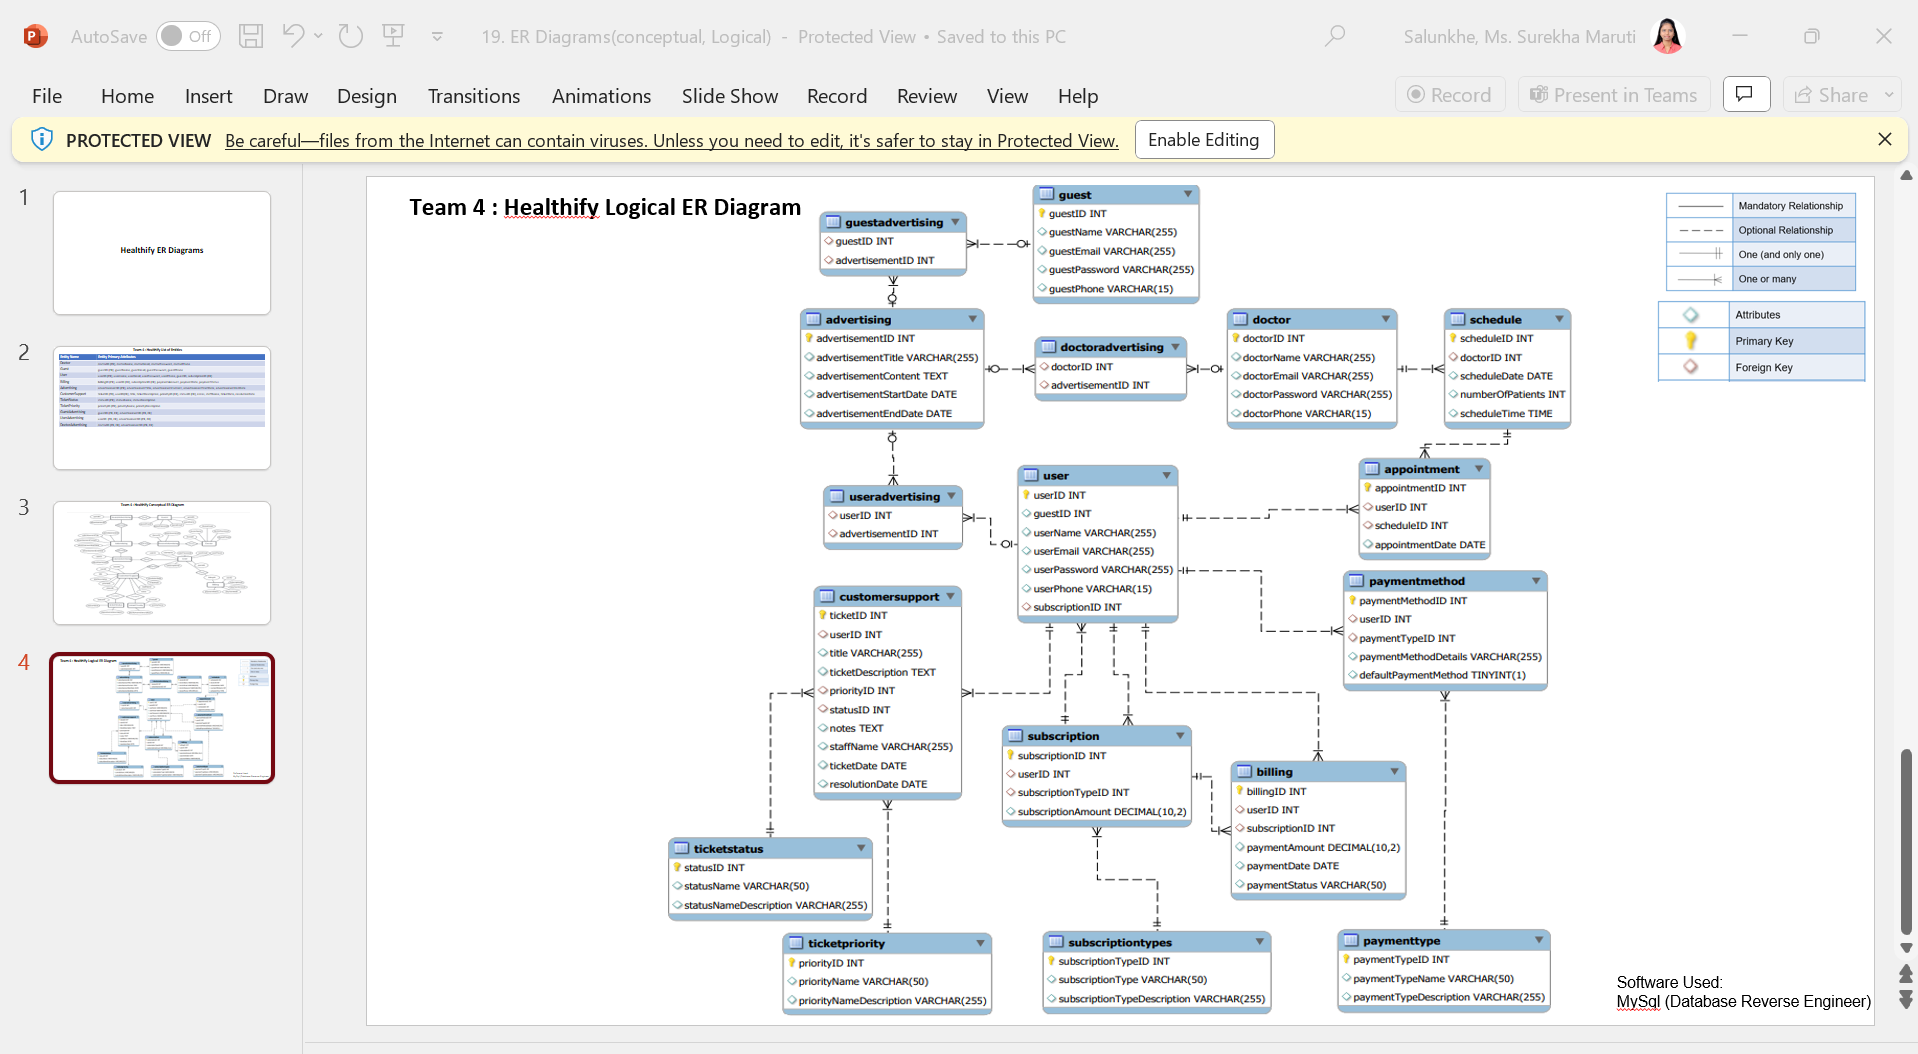 AutoSave Off
19. ER Diagrams(conceptual, Logical) - Protected View • Saved to this PC
Salunkhe, Ms. Surekha Maruti
File Home Insert Draw Design Transitions Animations Slide Show Record Review View Help
Record
Present in Teams
Share
PROTECTED VIEW Be careful—files from the Internet can contain viruses. Unless you need to edit, it's safer to stay in Protected View. Enable Editing
1
Healthify ER Diagrams
2
3
4
Team 4 : Healthify Logical ER Diagram
guestadvertising
guestID INT
advertisementID INT
guest
guestID INT
guestName VARCHAR(255)
guestEmail VARCHAR(255)
guestPassword VARCHAR(255)
guestPhone VARCHAR(15)
Mandatory Relationship
Optional Relationship
One (and only one)
One or many
Attributes
Primary Key
Foreign Key
advertising
advertisementID INT
advertisementTitle VARCHAR(255)
advertisementContent TEXT
advertisementStartDate DATE
advertisementEndDate DATE
doctoradvertising
doctorID INT
advertisementID INT
doctor
doctorID INT
doctorName VARCHAR(255)
doctorEmail VARCHAR(255)
doctorPassword VARCHAR(255)
doctorPhone VARCHAR(15)
schedule
scheduleID INT
doctorID INT
scheduleDate DATE
numberOfPatients INT
scheduleTime TIME
useradvertising
userID INT
advertisementID INT
user
userID INT
guestID INT
userName VARCHAR(255)
userEmail VARCHAR(255)
userPassword VARCHAR(255)
userPhone VARCHAR(15)
subscriptionID INT
appointment
appointmentID INT
userID INT
scheduleID INT
appointmentDate DATE
customersupport
ticketID INT
userID INT
title VARCHAR(255)
ticketDescription TEXT
priorityID INT
statusID INT
notes TEXT
staffName VARCHAR(255)
ticketDate DATE
resolutionDate DATE
paymentmethod
paymentMethodID INT
userID INT
paymentTypeID INT
paymentMethodDetails VARCHAR(255)
defaultPaymentMethod TINYINT(1)
subscription
subscriptionID INT
userID INT
subscriptionTypeID INT
subscriptionAmount DECIMAL(10,2)
billing
billingID INT
userID INT
subscriptionID INT
paymentAmount DECIMAL(10,2)
paymentDate DATE
paymentStatus VARCHAR(50)
ticketstatus
statusID INT
statusName VARCHAR(50)
statusNameDescription VARCHAR(255)
ticketpriority
priorityID INT
priorityName VARCHAR(50)
priorityNameDescription VARCHAR(255)
subscriptiontypes
subscriptionTypeID INT
subscriptionType VARCHAR(50)
subscriptionTypeDescription VARCHAR(255)
paymenttype
paymentTypeID INT
paymentTypeName VARCHAR(50)
paymentTypeDescription VARCHAR(255)
Software Used:
MySql (Database Reverse Engineer)